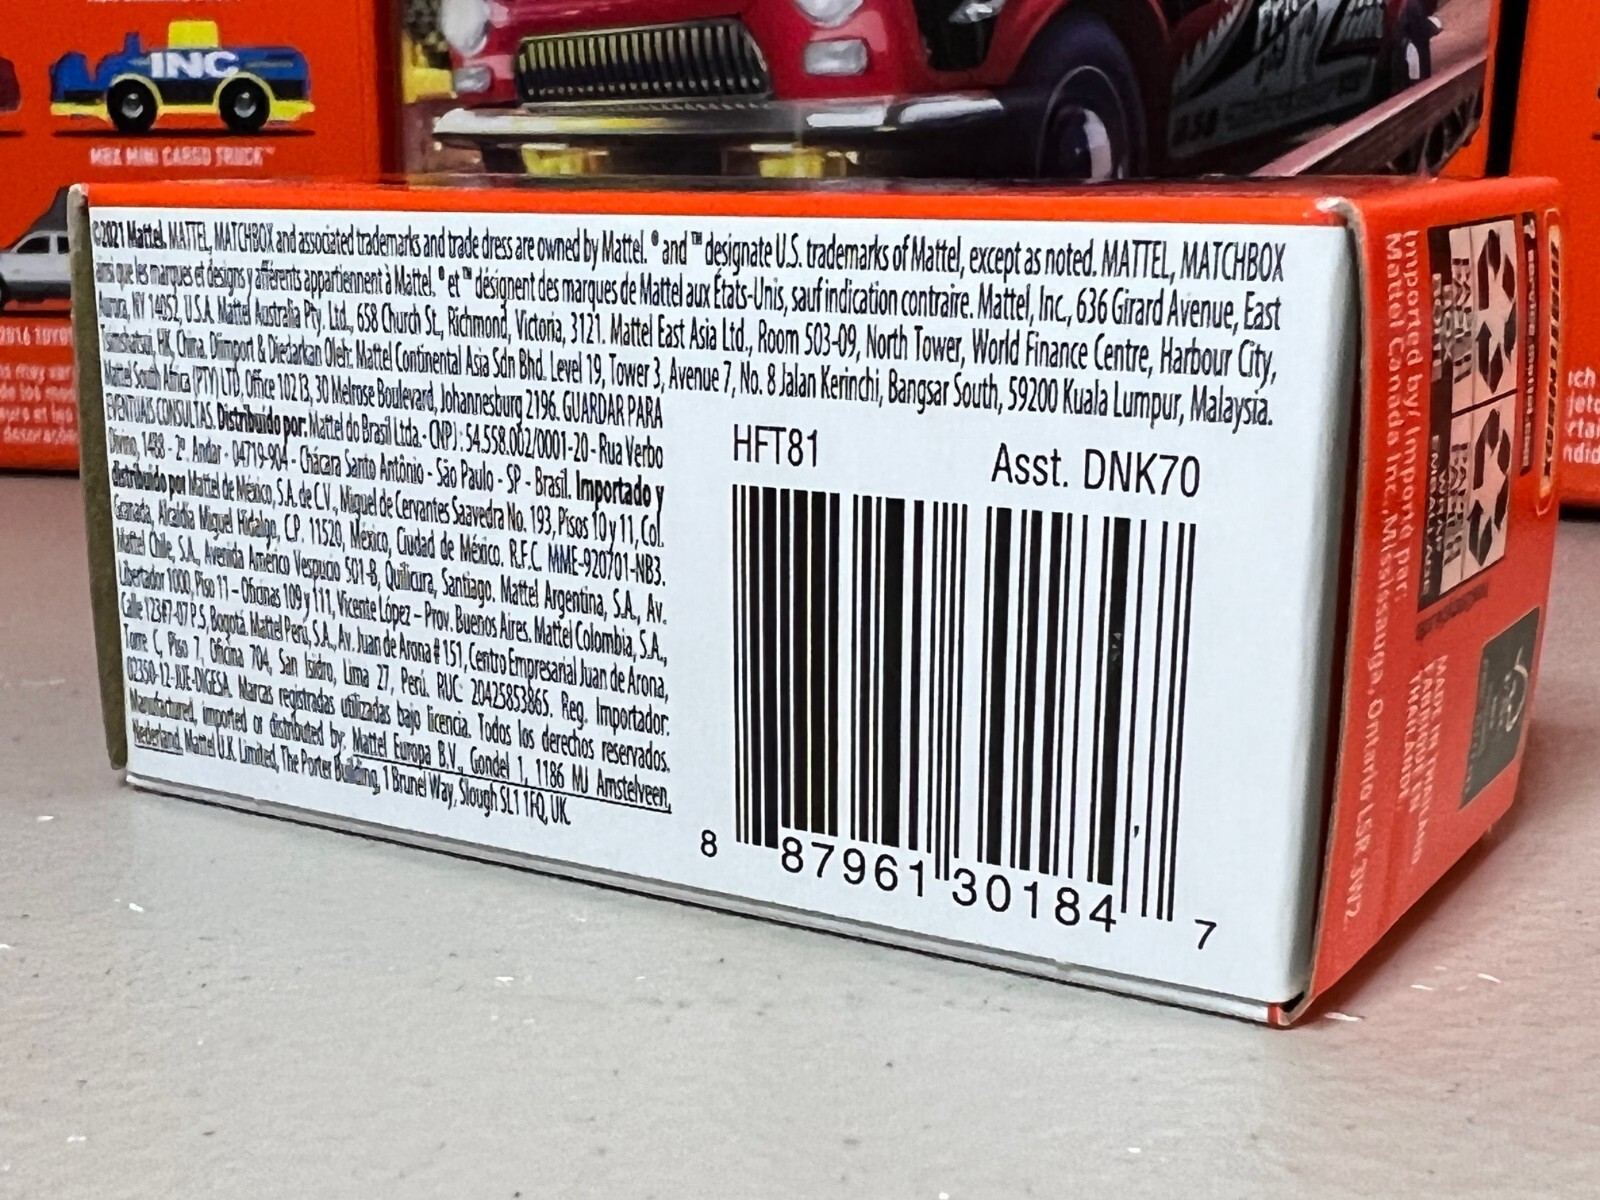 INC
MBX MINI CARGO TRUCK™
©2021 Mattel. MATTEL, MATCHBOX and associated trademarks and trade dress are owned by Mattel. ® and ™ designate U.S. trademarks of Mattel, except as noted. MATTEL, MATCHBOX
ainsi que les marques et designs y afférents appartiennent à Mattel. ® et ™ désignent des marques de Mattel aux États-Unis, sauf indication contraire. Mattel, Inc., 636 Girard Avenue, East
Aurora, NY 14052, U.S.A. Mattel Australia Pty. Ltd., 658 Church St., Richmond, Victoria, 3121. Mattel East Asia Ltd., Room 503-09, North Tower, World Finance Centre, Harbour City,
Tsimshatsui, HK, China. Diimport & Diedarkan Oleh: Mattel Continental Asia Sdn Bhd. Level 19, Tower 3, Avenue 7, No. 8 Jalan Kerinchi, Bangsar South, 59200 Kuala Lumpur, Malaysia.
Mattel South Africa (PTY) LTD, Office 102 13, 30 Melrose Boulevard, Johannesburg 2196. GUARDAR PARA
EVENTUAIS CONSULTAS. Distribuido por: Mattel do Brasil Ltda.- CNPJ : 54.558.002/0001-20 - Rua Verbo
Divino, 1488 - 2º. Andar - 04719-904 - Chácara Santo Antônio - São Paulo - SP - Brasil. Importado y
distribuido por Mattel de México, S.A. de C.V., Miguel de Cervantes Saavedra No. 193, Pisos 10 y 11, Col.
Granada, Alcaldía Miguel Hidalgo, C.P. 11520, México, Ciudad de México. R.F.C. MME-920701-NB3.
Mattel Chile, S.A., Avenida Américo Vespucio 501-B, Quilicura, Santiago. Mattel Argentina, S.A., Av.
Libertador 1000, Piso 11 – Oficinas 109 y 111, Vicente López – Prov. Buenos Aires. Mattel Colombia, S.A.,
Calle 123#7-07 P.5, Bogotá. Mattel Peru, S.A., Av. Juan de Arona # 151, Centro Empresarial Juan de Arona,
Torre C, Piso 7, Oficina 704, San Isidro, Lima 27, Perú. RUC: 20425853865. Reg. Importador:
02350-12-JUE-DIGESA. Marcas registradas utilizadas bajo licencia. Todos los derechos reservados.
Manufactured, imported or distributed by: Mattel Europa B.V., Gondel 1, 1186 MJ Amstelveen,
Nederland. Mattel U.K. Limited, The Porter Building, 1 Brunel Way, Slough SL1 1FQ, UK.
HFT81
Asst. DNK70
8 87961 30184 7
Imported by/Importé par:
Mattel Canada Inc., Mississauga, Ontario L5R 3W2
MADE IN THAILAND
THAÏLANDE